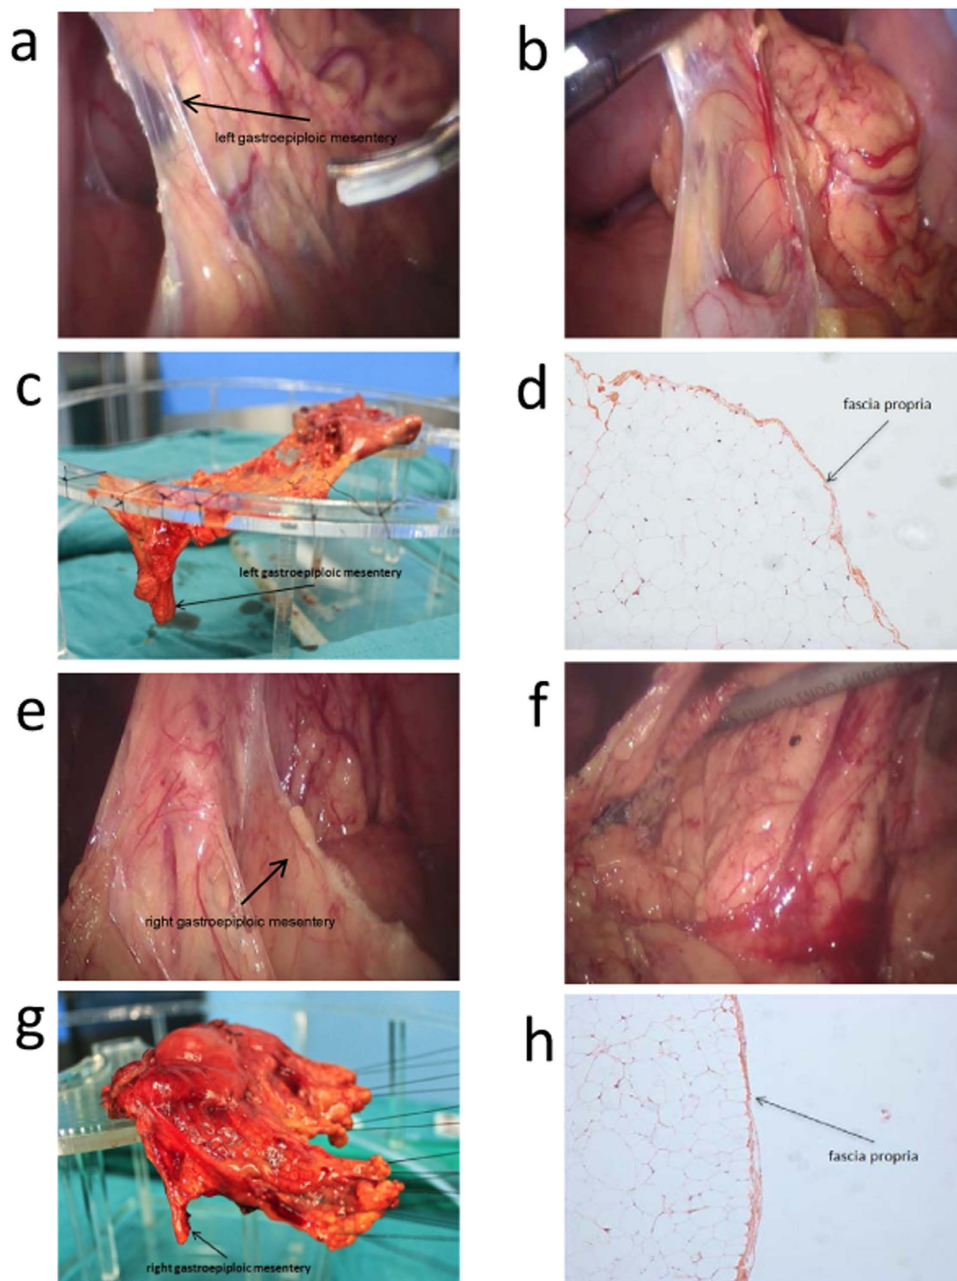 a
left gastroepiploic mesentery
b
c
left gastroepiploic mesentery
d
fascia propria
e
right gastroepiploic mesentery
f
g
right gastroepiploic mesentery
h
fascia propria